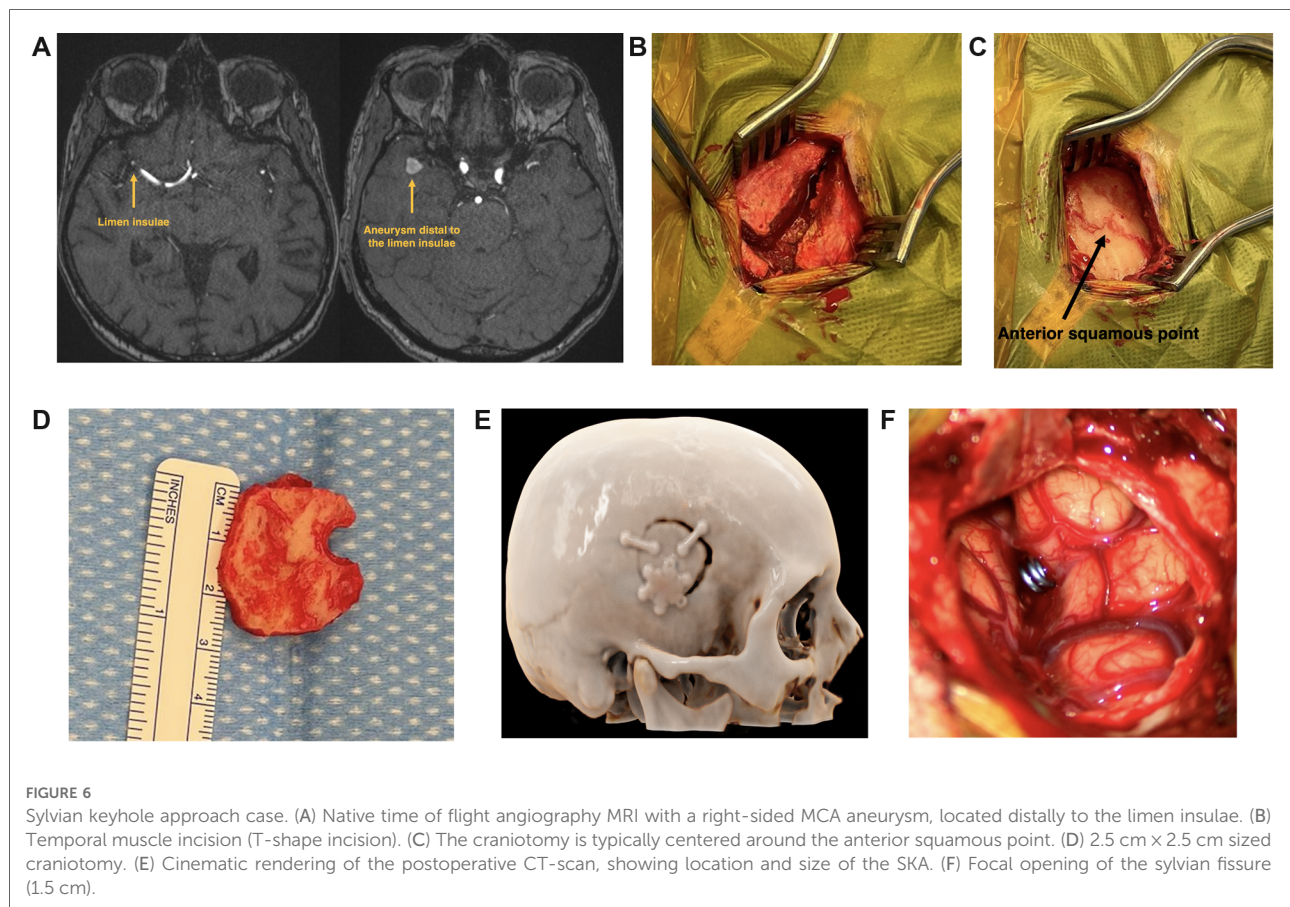 A
B
C
Limen insulae
Aneurysm distal to
the limen insulae
Anterior squamous point
D
E
F
INCHES
CM
1
1
2
3
4
FIGURE 6
Sylvian keyhole approach case. (A) Native time of flight angiography MRI with a right-sided MCA aneurysm, located distally to the limen insulae. (B)
Temporal muscle incision (T-shape incision). (C) The craniotomy is typically centered around the anterior squamous point. (D) 2.5 cm × 2.5 cm sized
craniotomy. (E) Cinematic rendering of the postoperative CT-scan, showing location and size of the SKA. (F) Focal opening of the sylvian fissure
(1.5 cm).